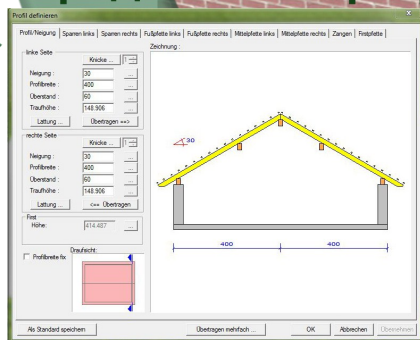 Profil definieren
Profil/Neigung Sparren links Sparren rechts Fußpfette links Fußpfette rechts Mittelpfette links Mittelpfette rechts Zangen Firstpfette
linke Seite
Knicke ... 1
Neigung : 30 ...
Profilbreite : 400 ...
Überstand : 60 ...
Traufhöhe : 148.906 ...
Lattung ... Übertragen ==>
rechte Seite
Knicke ... 1
Neigung : 30 ...
Profilbreite : 400 ...
Überstand : 60 ...
Traufhöhe : 148.906 ...
Lattung ... <== Übertragen
First
Höhe: 414.487 ...
Profilbreite fix
Draufsicht:
Zeichnung :
30
400 400
Als Standard speichern Übertragen mehrfach ... OK Abbrechen Übernehmen